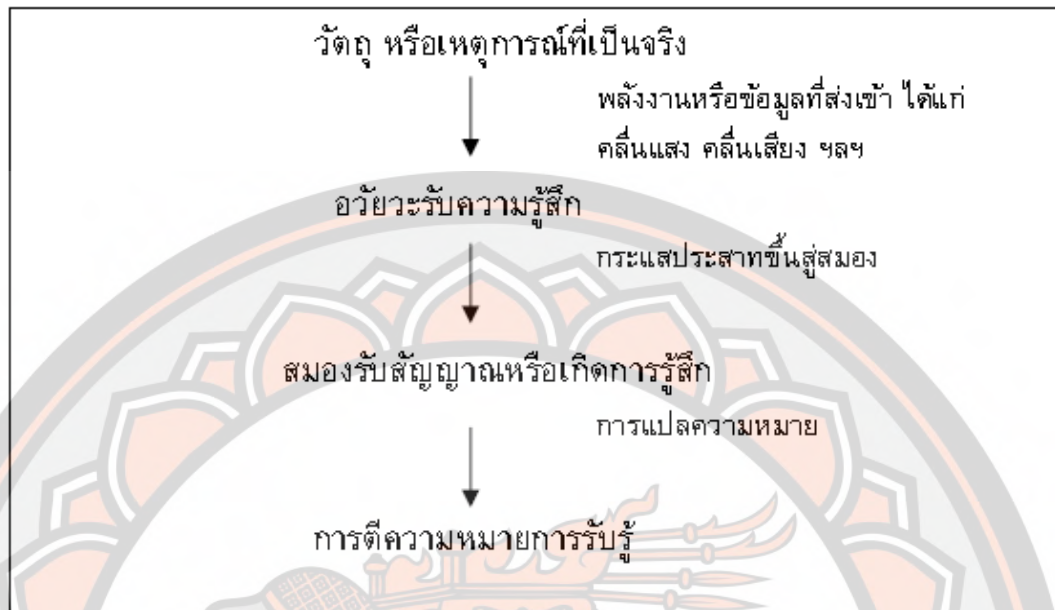 วัตถุ หรือเหตุการณ์ที่เป็นจริง
พลังงานหรือข้อมูลที่ส่งเข้า ได้แก่
คลื่นแสง คลื่นเสียง ฯลฯ
อวัยวะรับความรู้สึก
กระแสประสาทขึ้นสู่สมอง
สมองรับสัญญาณหรือเกิดการรู้สึก
การแปลความหมาย
การตีความหมายการรับรู้